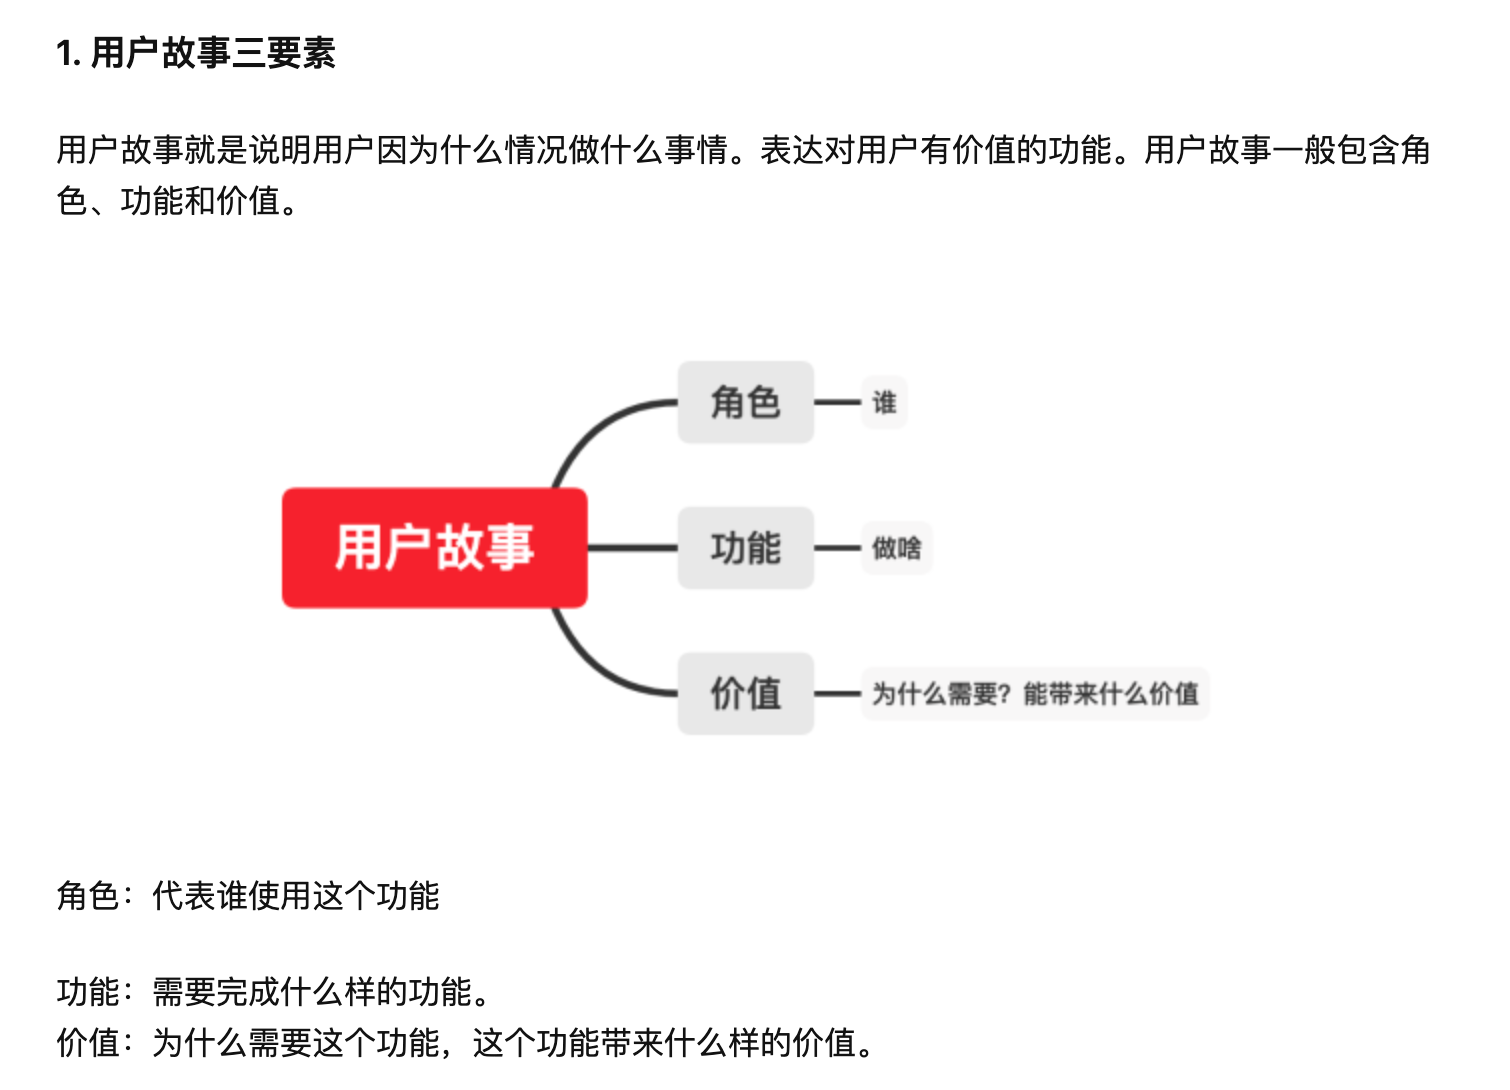 1. 用户故事三要素
用户故事就是说明用户因为什么情况做什么事情。表达对用户有价值的功能。用户故事一般包含角
色、功能和价值。
角色
谁
用户故事
功能
做啥
价值
为什么需要？能带来什么价值
角色：代表谁使用这个功能
功能：需要完成什么样的功能。
价值：为什么需要这个功能，这个功能带来什么样的价值。